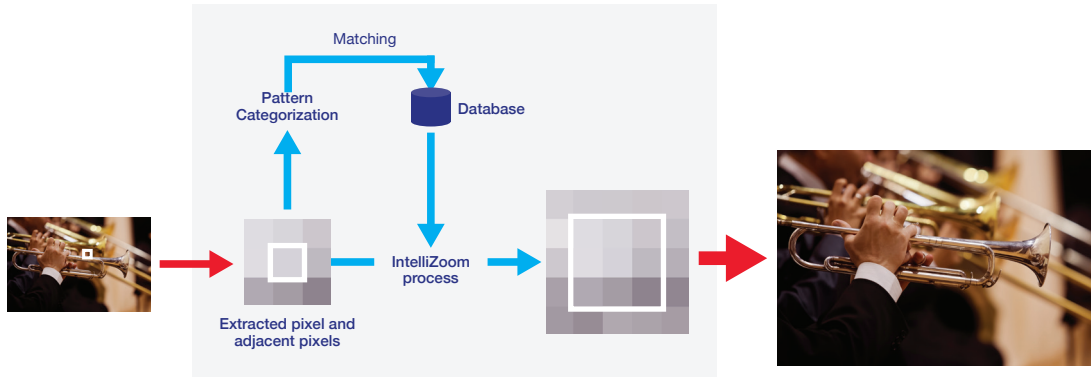 Matching
Pattern
Categorization
Database
IntelliZoom
process
Extracted pixel and
adjacent pixels